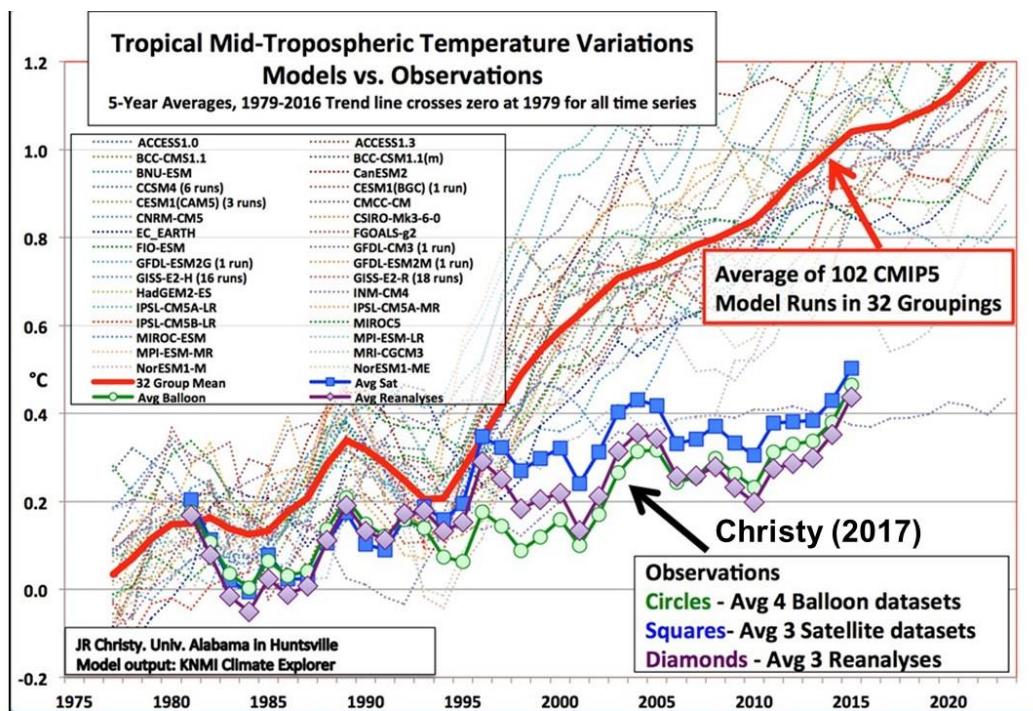 Tropical Mid-Tropospheric Temperature Variations
Models vs. Observations
5-Year Averages, 1979-2016 Trend line crosses zero at 1979 for all time series
1.2
1.0
0.8
0.6
°C
0.4
0.2
0.0
-0.2
ACCESS1.0 ACCESS1.3
BCC-CMS1.1 BCC-CSM1.1(m)
BNU-ESM CanESM2
CCSM4 (6 runs) CESM1(BGC) (1 run)
CESM1(CAM5) (3 runs) CMCC-CM
CNRM-CM5 CSIRO-Mk3-6-0
EC_EARTH FGOALS-g2
FIO-ESM GFDL-CM3 (1 run)
GFDL-ESM2G (1 run) GFDL-ESM2M (1 run)
GISS-E2-H (16 runs) GISS-E2-R (18 runs)
HadGEM2-ES INM-CM4
IPSL-CM5A-LR IPSL-CM5A-MR
IPSL-CM5B-LR MIROC5
MIROC-ESM MPI-ESM-LR
MPI-ESM-MR MRI-CGCM3
NorESM1-M NorESM1-ME
32 Group Mean Avg Sat
Avg Balloon Avg Reanalyses
Average of 102 CMIP5
Model Runs in 32 Groupings
Christy (2017)
Observations
Circles - Avg 4 Balloon datasets
Squares- Avg 3 Satellite datasets
Diamonds - Avg 3 Reanalyses
JR Christy. Univ. Alabama in Huntsville
Model output: KNMI Climate Explorer
1975 1980 1985 1990 1995 2000 2005 2010 2015 2020